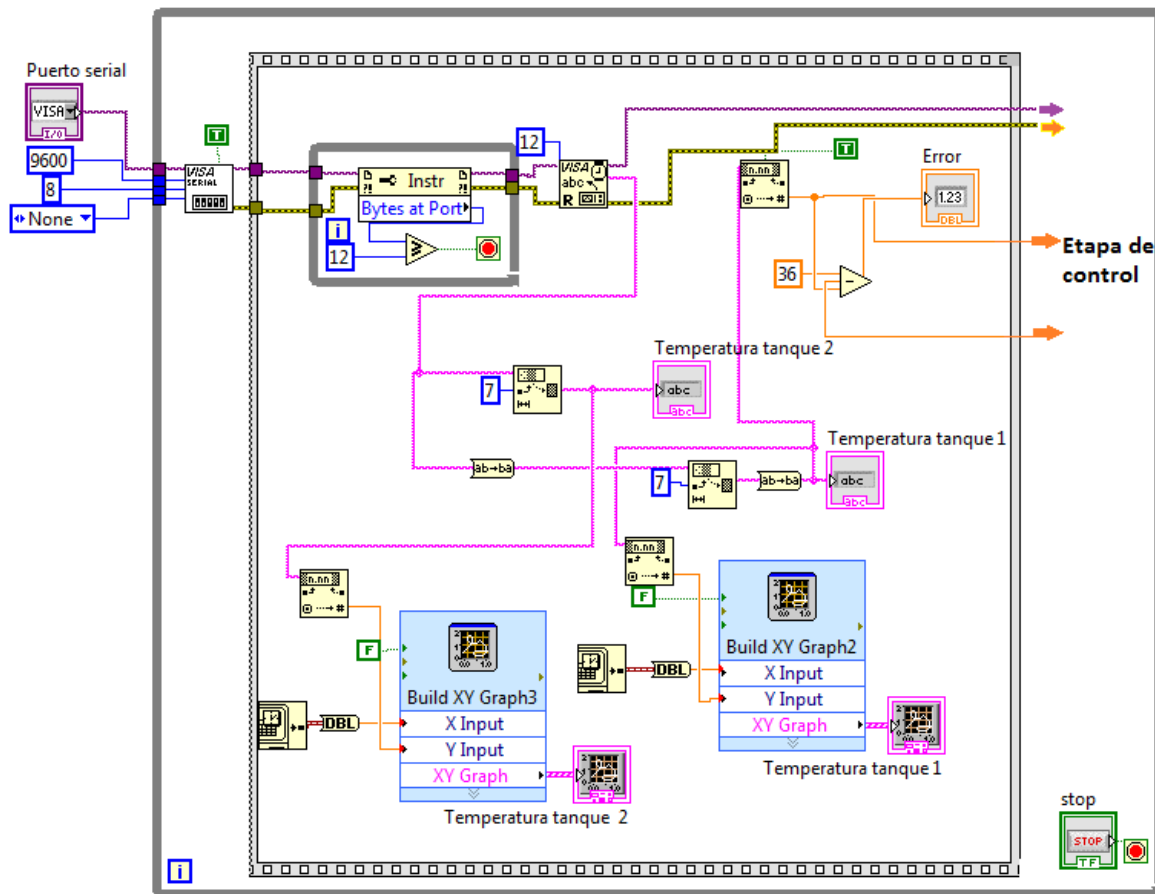 Puerto serial
VISA
I/O
9600
8
None
T
VISA
SERIAL
Instr
Bytes at Port
i
12
12
VISA
abc
R
T
n.nn
#
Error
1.23
DBL
36
Etapa de
control
Temperatura tanque 2
abc
abc
7
Temperatura tanque 1
abc
abc
ab→ba
7
ab→ba
n.nn
#
n.nn
#
F
F
Build XY Graph2
X Input
Y Input
XY Graph
DBL
Temperatura tanque 1
Build XY Graph3
X Input
Y Input
XY Graph
DBL
Temperatura tanque 2
stop
STOP
TF
i